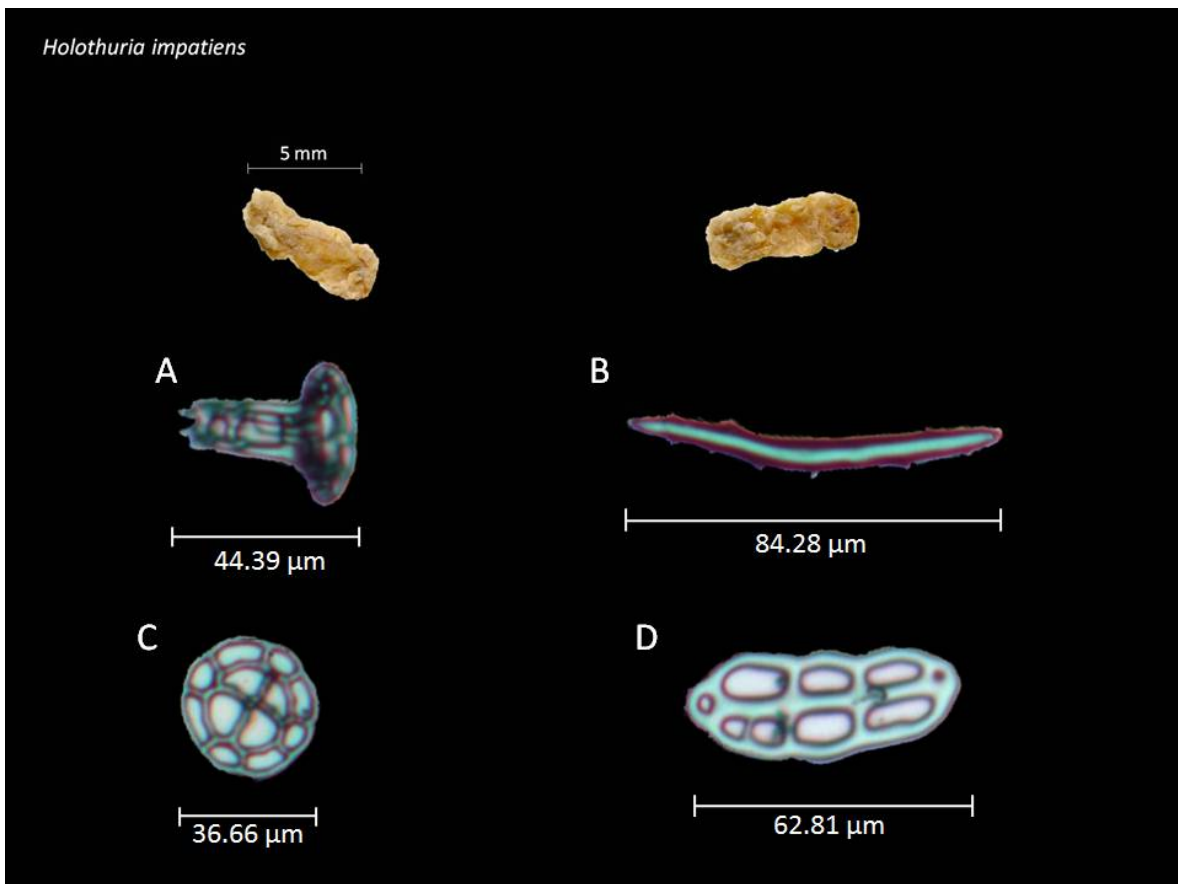 Holothuria impatiens
5 mm
A
B
44.39 µm
84.28 µm
C
D
36.66 µm
62.81 µm